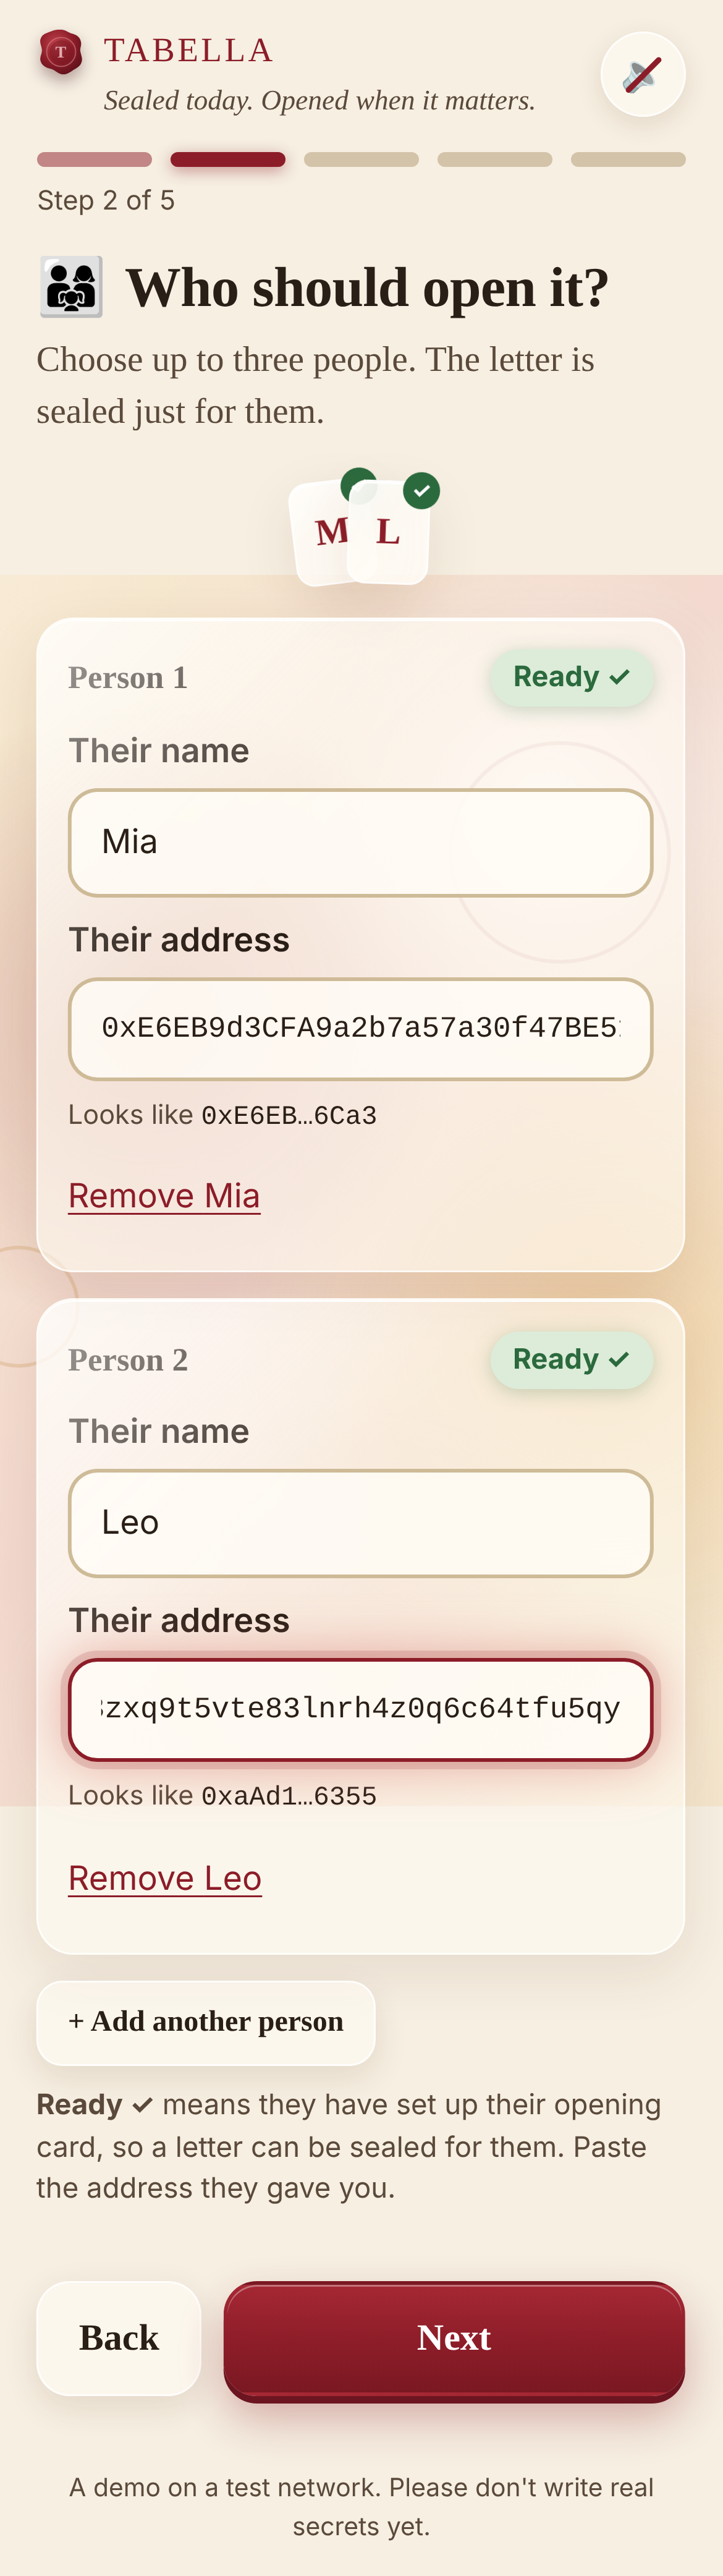 T
TABELLA
Sealed today. Opened when it matters.
Step 2 of 5
Who should open it?
Choose up to three people. The letter is
sealed just for them.
M L
Person 1
Ready ✓
Their name
Mia
Their address
0xE6EB9d3CFA9a2b7a57a30f47BE5
Looks like 0xE6EB…6Ca3
Remove Mia
Person 2
Ready ✓
Their name
Leo
Their address
zxq9t5vte83lnrh4z0q6c64tfu5qy
Looks like 0xaAd1…6355
Remove Leo
+ Add another person
Ready ✓ means they have set up their opening
card, so a letter can be sealed for them. Paste
the address they gave you.
Back
Next
A demo on a test network. Please don't write real
secrets yet.